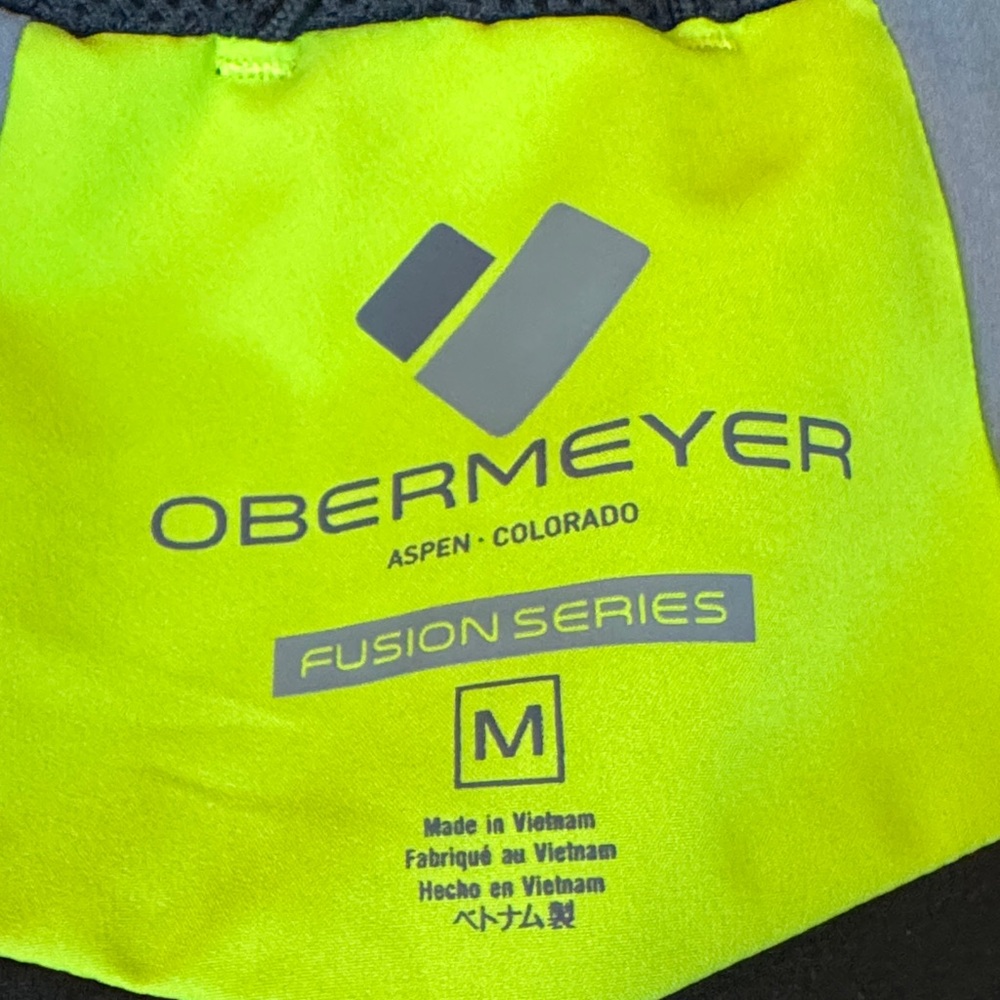 OBERMEYER
ASPEN · COLORADO
FUSION SERIES
M
Made in Vietnam
Fabriqué au Vietnam
Hecho en Vietnam
ベトナム製